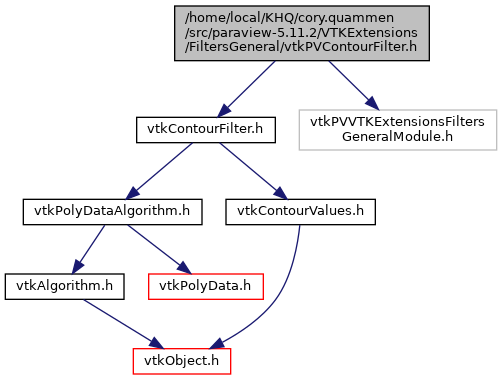 /home/local/KHQ/cory.quammen
/src/paraview-5.11.2/VTKExtensions
/FiltersGeneral/vtkPVContourFilter.h
vtkContourFilter.h
vtkPVVTKExtensionsFilters
GeneralModule.h
vtkPolyDataAlgorithm.h
vtkContourValues.h
vtkAlgorithm.h
vtkPolyData.h
vtkObject.h